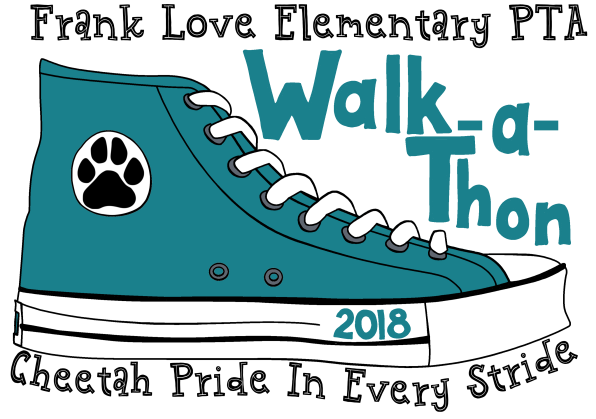 Frank Love Elementary PTA
Walk-a-
Thon
2018
Cheetah Pride In Every Stride